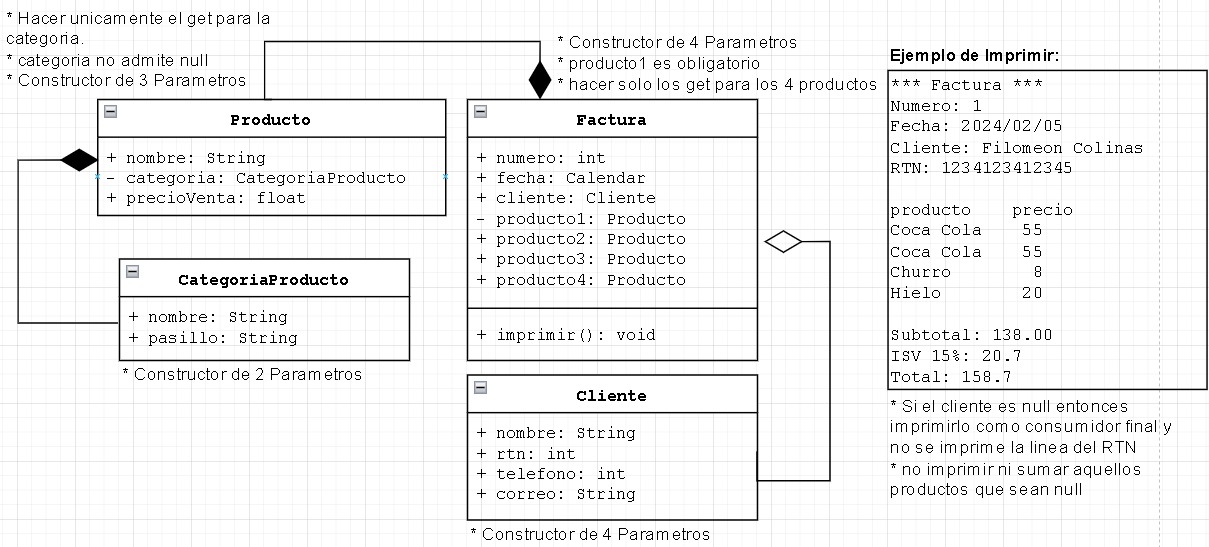 * Hacer unicamente el get para la
categoria.
* categoria no admite null
* Constructor de 3 Parametros
Producto
+ nombre: String
- categoria: CategoriaProducto
+ precioVenta: float
CategoriaProducto
+ nombre: String
+ pasillo: String
* Constructor de 2 Parametros
* Constructor de 4 Parametros
* producto1 es obligatorio
* hacer solo los get para los 4 productos
Factura
+ numero: int
+ fecha: Calendar
+ cliente: Cliente
- producto1: Producto
+ producto2: Producto
+ producto3: Producto
+ producto4: Producto
+ imprimir(): void
Cliente
+ nombre: String
+ rtn: int
+ telefono: int
+ correo: String
* Constructor de 4 Parametros
Ejemplo de Imprimir:
*** Factura ***
Numero: 1
Fecha: 2024/02/05
Cliente: Filomeon Colinas
RTN: 1234123412345
producto    precio
Coca Cola    55
Coca Cola    55
Churro        8
Hielo        20
Subtotal: 138.00
ISV 15%: 20.7
Total: 158.7
* Si el cliente es null entonces
imprimirlo como consumidor final y
no se imprime la linea del RTN
* no imprimir ni sumar aquellos
productos que sean null